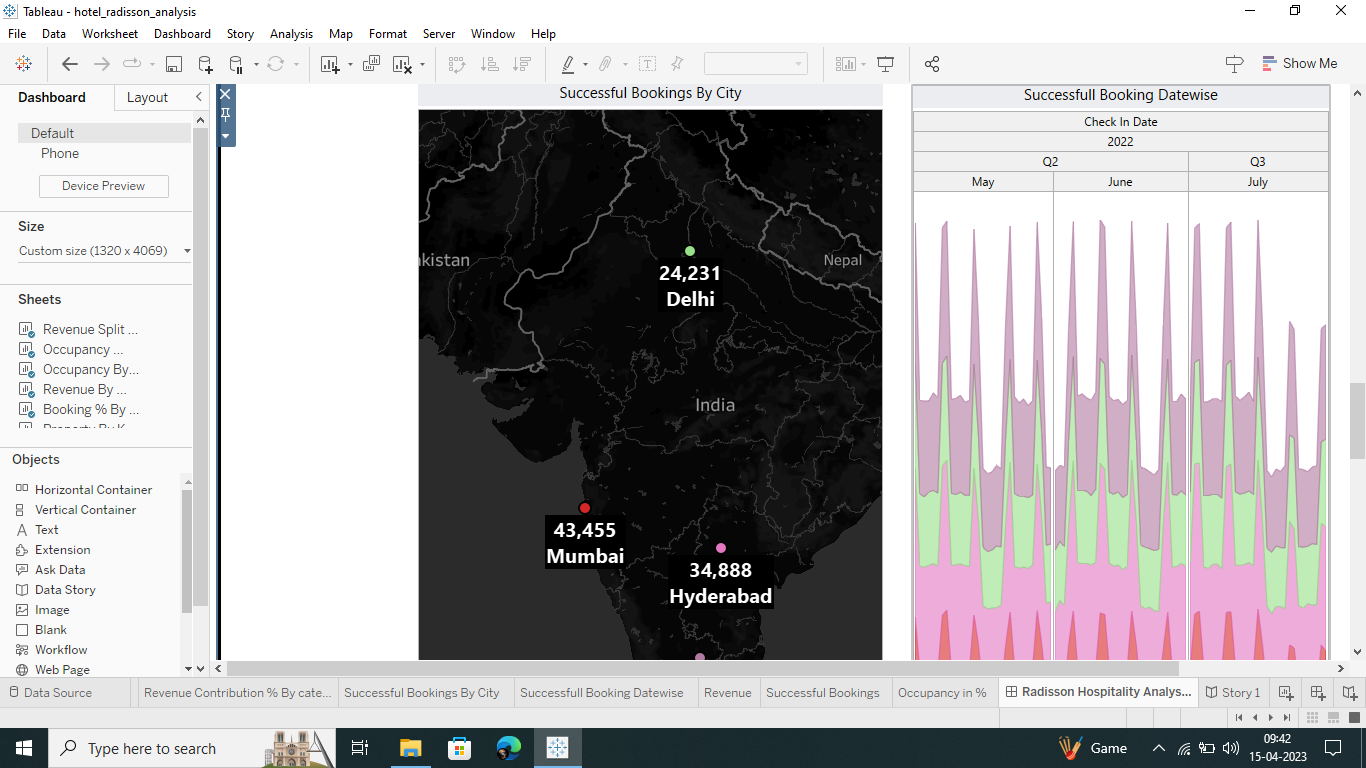 Tableau - hotel_radisson_analysis
File Data Worksheet Dashboard Story Analysis Map Format Server Window Help
Show Me
Dashboard Layout
Default
Phone
Device Preview
Size
Custom size (1320 x 4069)
Sheets
Revenue Split ...
Occupancy ...
Occupancy By...
Revenue By ...
Booking % By ...
Objects
Horizontal Container
Vertical Container
Text
Extension
Ask Data
Data Story
Image
Blank
Workflow
Web Page
Successful Bookings By City
kistan
Nepal
24,231
Delhi
India
43,455
Mumbai
34,888
Hyderabad
Successfull Booking Datewise
Check In Date
2022
Q2 Q3
May June July
Data Source Revenue Contribution % By cate... Successful Bookings By City Successfull Booking Datewise Revenue Successful Bookings Occupancy in % Radisson Hospitality Analys... Story 1
Type here to search
Game
09:42
15-04-2023